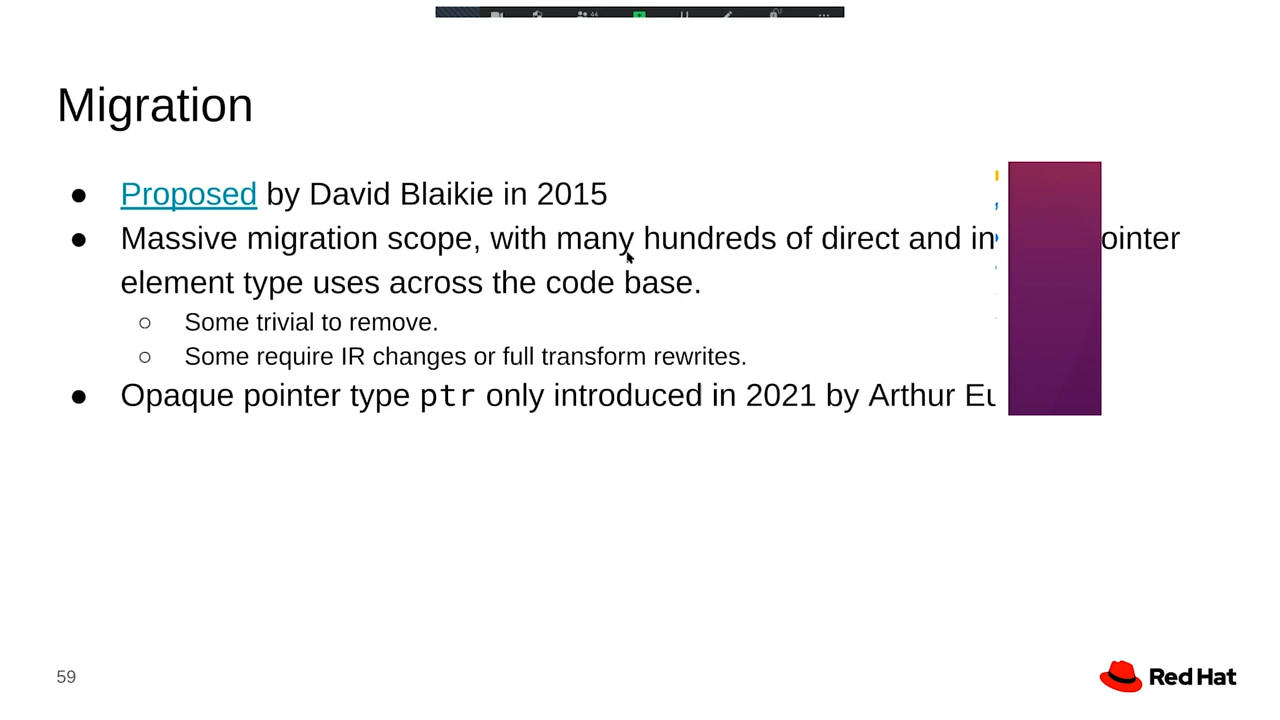 44
Migration
● Proposed by David Blaikie in 2015
● Massive migration scope, with many hundreds of direct and in ointer
element type uses across the code base.
○ Some trivial to remove.
○ Some require IR changes or full transform rewrites.
● Opaque pointer type ptr only introduced in 2021 by Arthur
59
Red Hat